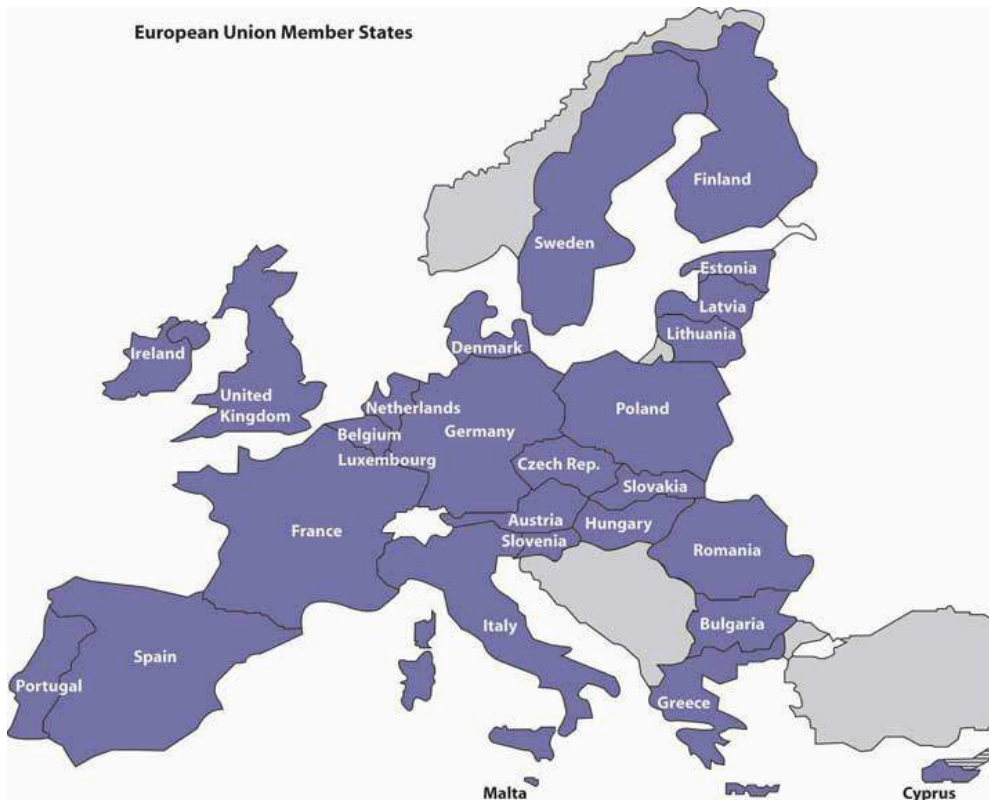 European Union Member States
Finland
Sweden
Estonia
Latvia
Lithuania
Ireland
Denmark
United
Kingdom
Netherlands
Poland
Belgium
Germany
Luxembourg
Czech Rep.
Slovakia
France
Austria
Hungary
Slovenia
Romania
Italy
Bulgaria
Spain
Portugal
Greece
Malta
Cyprus